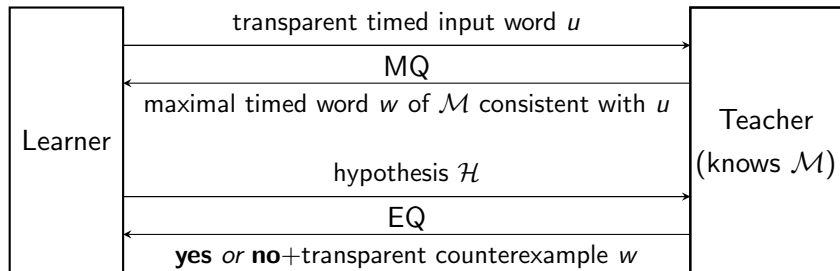 transparent timed input word u
MQ
maximal timed word w of ℳ consistent with u
Learner
Teacher
(knows ℳ)
hypothesis ℋ
EQ
yes or no+transparent counterexample w